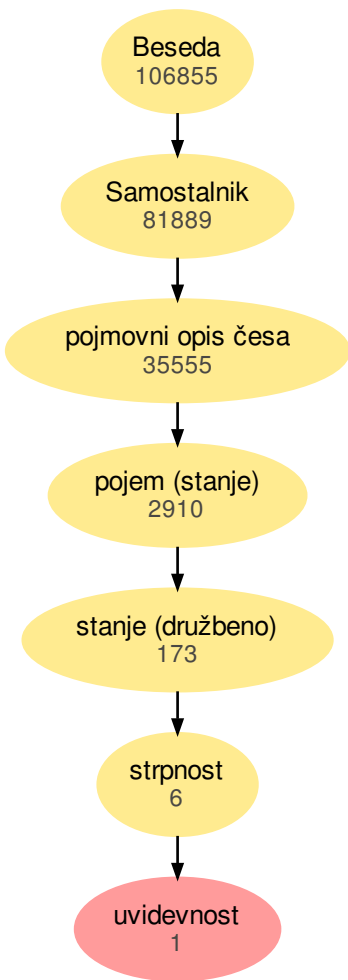 Beseda
106855
Samostalnik
81889
pojmovni opis česa
35555
pojem (stanje)
2910
stanje (družbeno)
173
strpnost
6
uvidevnost
1